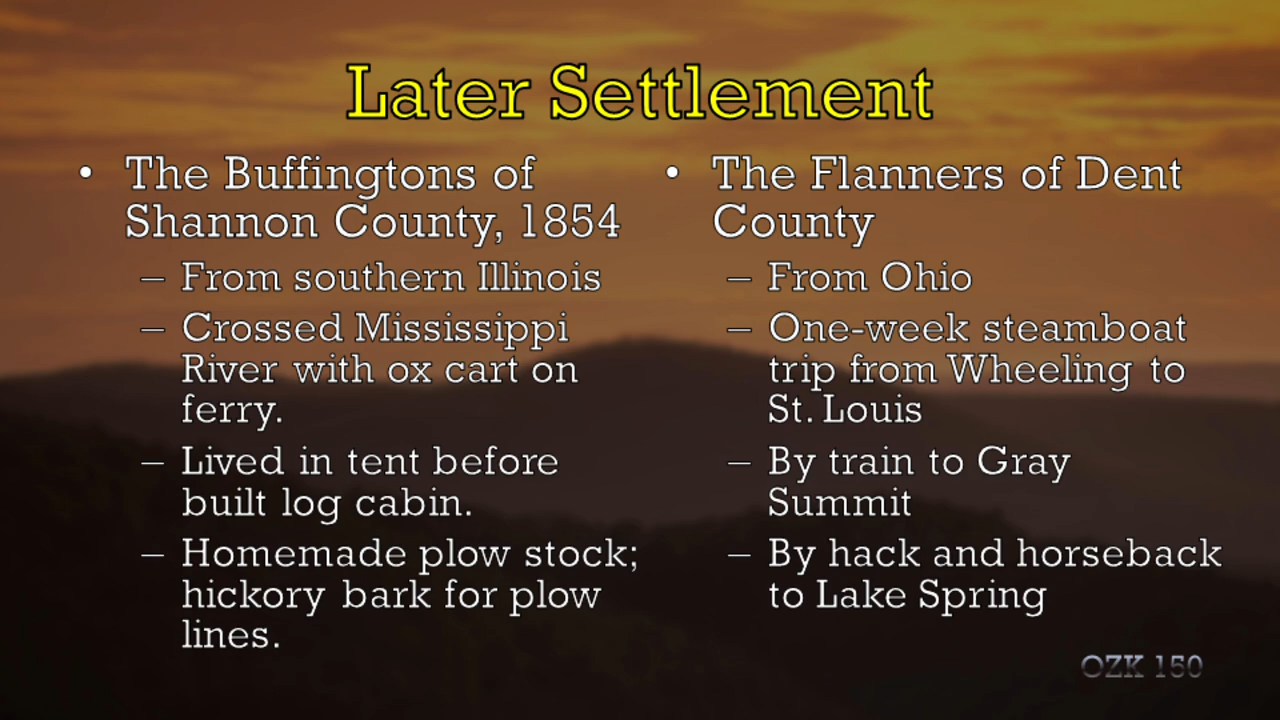 Later Settlement
• The Buffingtons of
Shannon County, 1854
– From southern Illinois
– Crossed Mississippi
River with ox cart on
ferry.
– Lived in tent before
built log cabin.
– Homemade plow stock;
hickory bark for plow
lines.
• The Flanners of Dent
County
– From Ohio
– One-week steamboat
trip from Wheeling to
St. Louis
– By train to Gray
Summit
– By hack and horseback
to Lake Spring
OZK 150